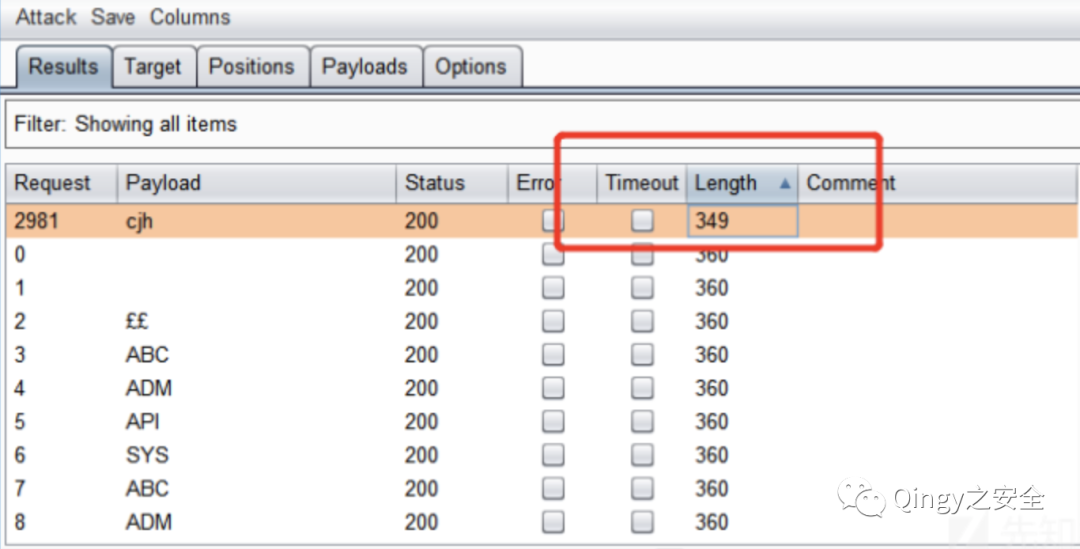 Attack Save Columns
Results Target Positions Payloads Options
Filter: Showing all items
Request Payload Status Error Timeout Length Comment
2981 cjh 200 349
0 200 360
1 200 360
2 ££ 200 360
3 ABC 200 360
4 ADM 200 360
5 API 200 360
6 SYS 200 360
7 ABC 200 360
8 ADM 200 360
Qingy之安全
先知